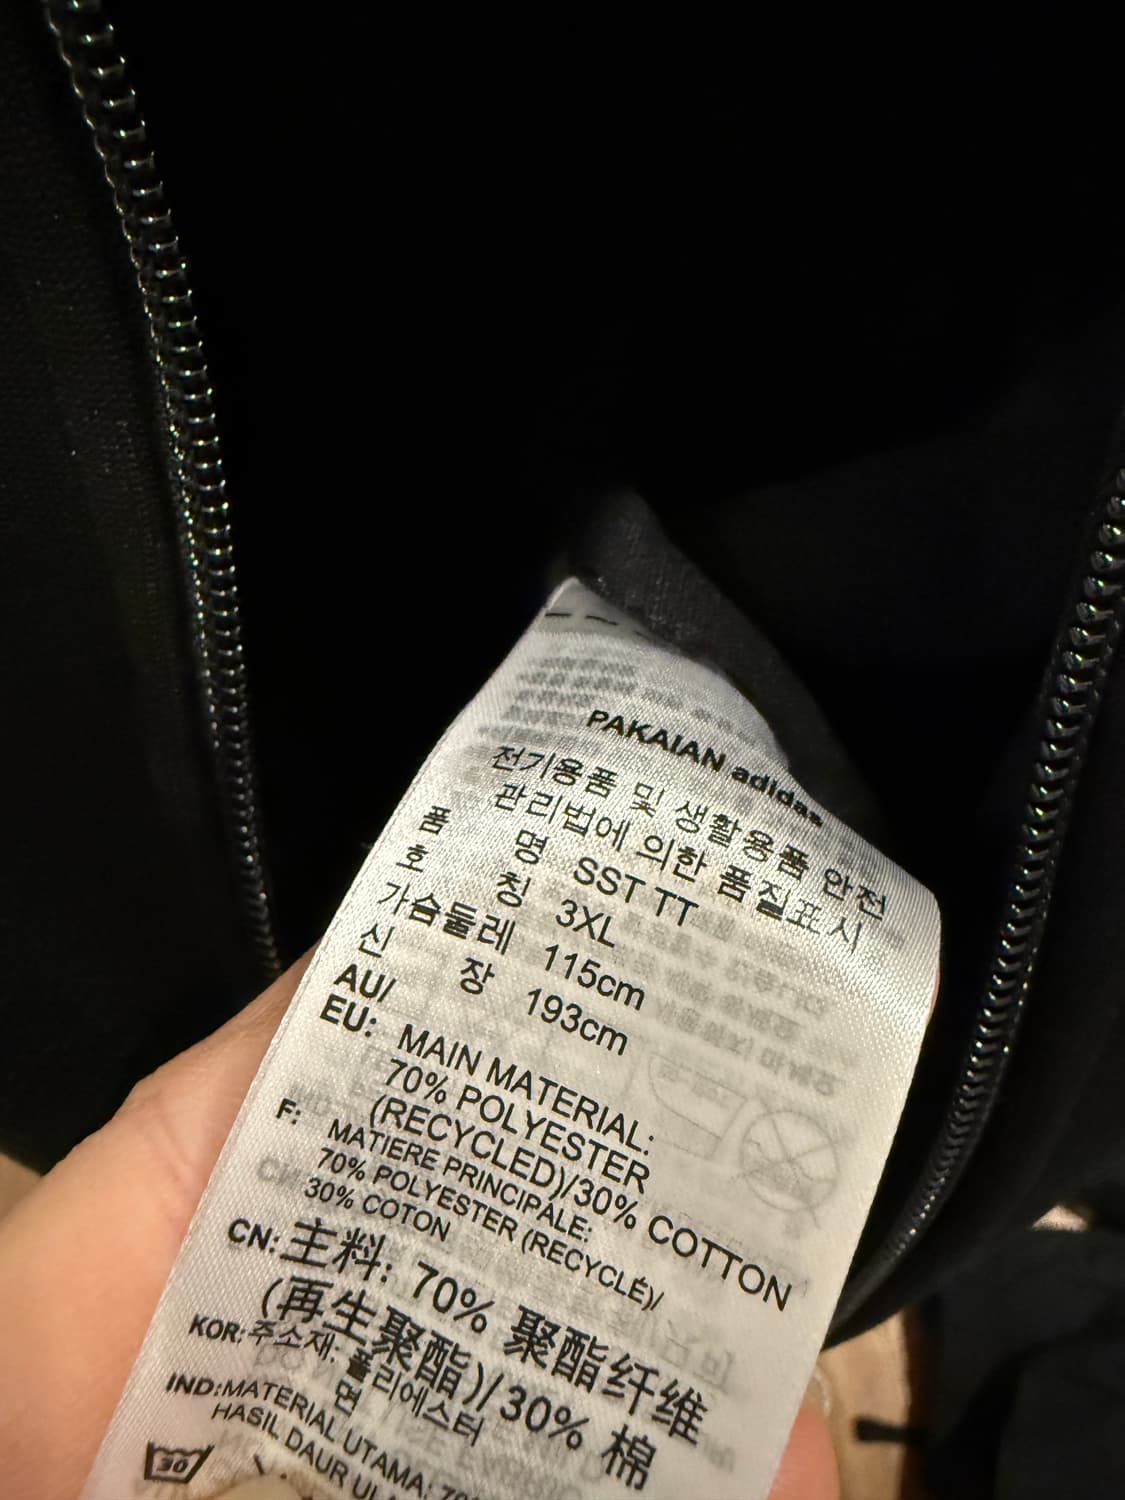 PAKAIAN adidas
전기용품 및 생활용품 안전
관리법에 의한 품질표시
품 명 SST TT
호 칭 3XL
가슴둘레 115cm
신 장 193cm
AU/
EU: MAIN MATERIAL:
70% POLYESTER
(RECYCLED)/30% COTTON
F: MATIERE PRINCIPALE:
70% POLYESTER (RECYCLÉ)/
30% COTON
CN: 主料: 70% 聚酯纤维
(再生聚酯)/30% 棉
KOR: 주소재: 폴리에스터
면
IND: MATERIAL UTAMA: 70%
HASIL DAUR
30